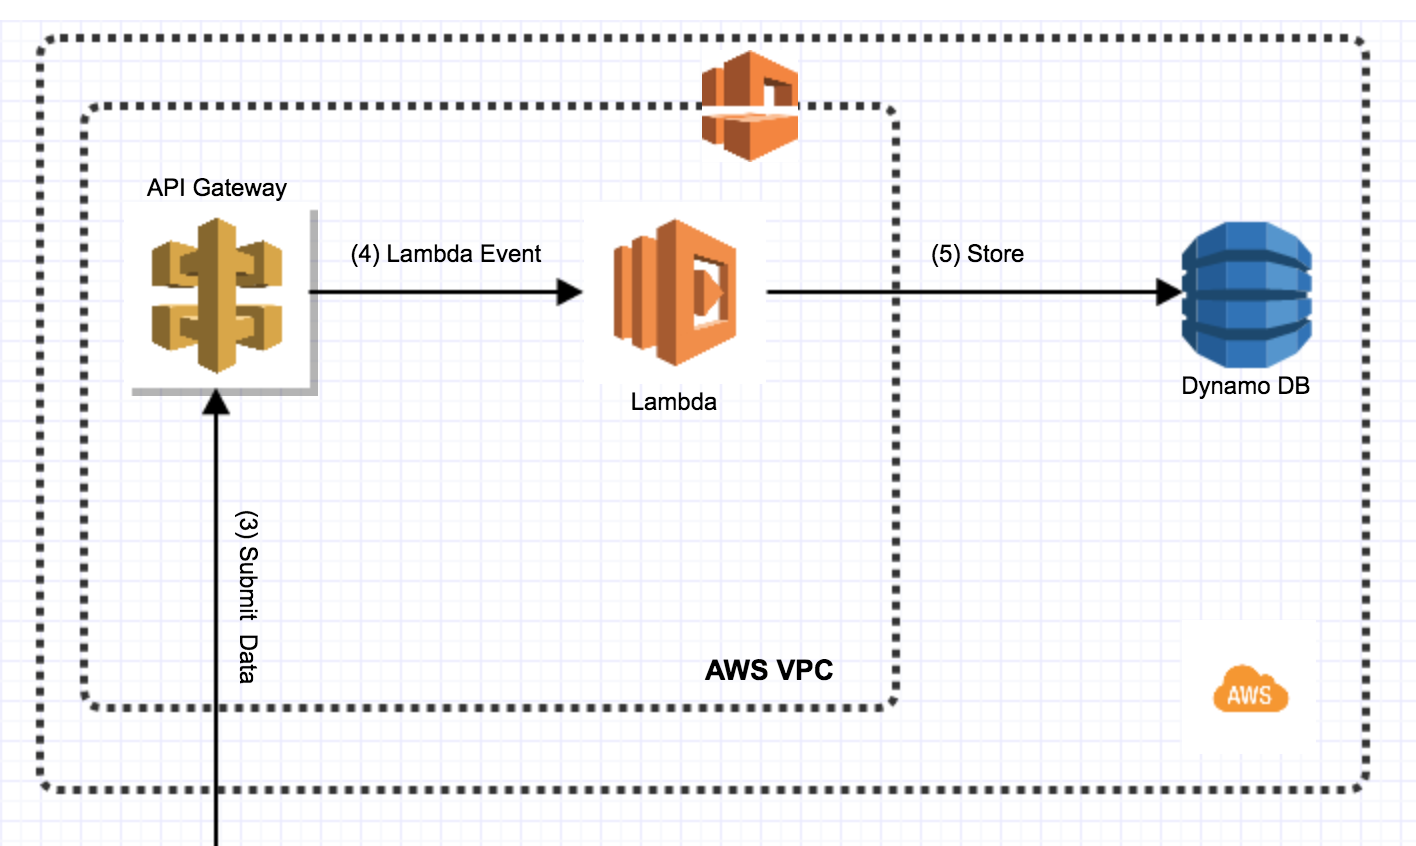 API Gateway
(4) Lambda Event
(5) Store
Lambda
Dynamo DB
(3) Submit Data
AWS VPC
AWS